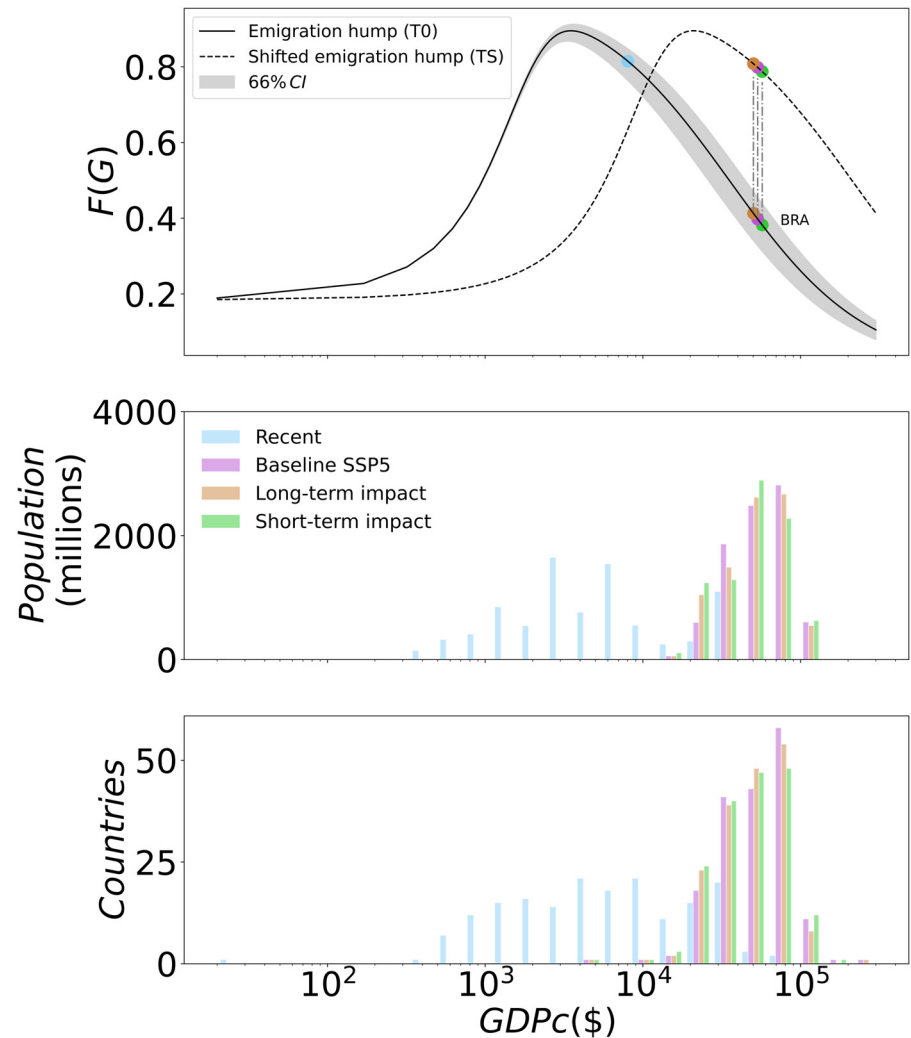 Emigration hump (T0)
Shifted emigration hump (TS)
66% CI
F(G)
0.8
0.6
0.4
0.2
BRA
Population
(millions)
4000
2000
0
Recent
Baseline SSP5
Long-term impact
Short-term impact
Countries
50
25
0
10² 10³ 10⁴ 10⁵
GDPc($)